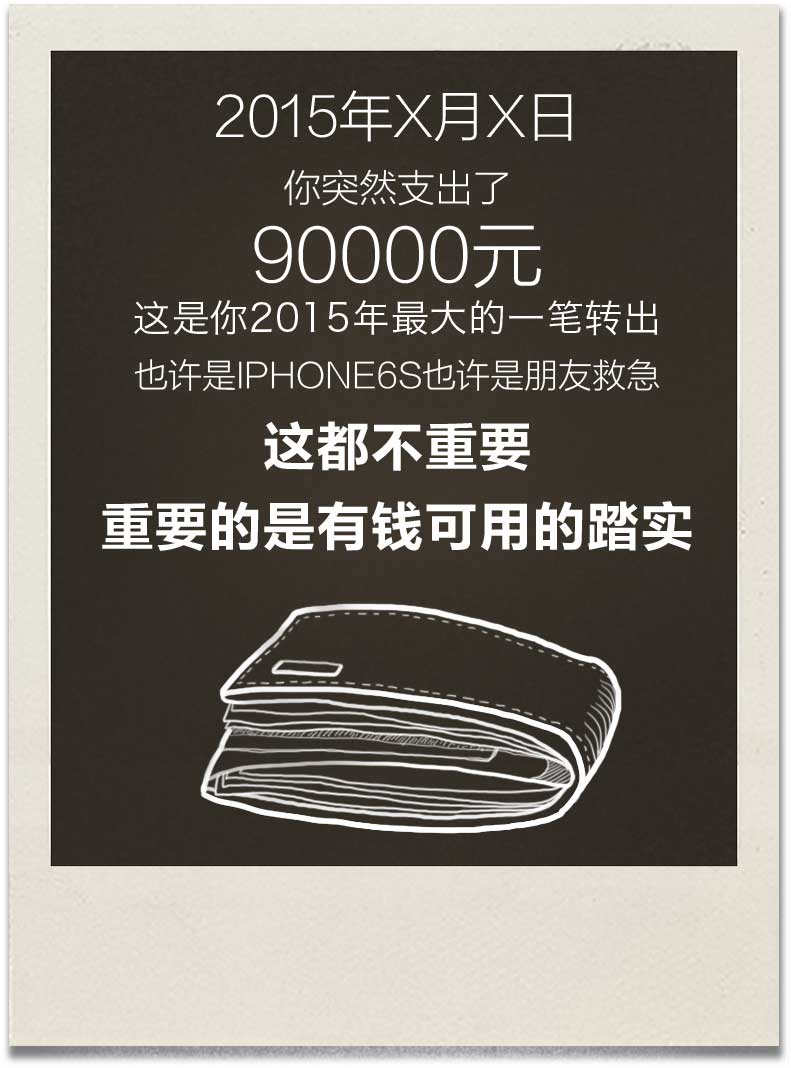 2015年X月X日
你突然支出了
90000元
这是你2015年最大的一笔转出
也许是IPHONE6S也许是朋友救急
这都不重要
重要的是有钱可用的踏实